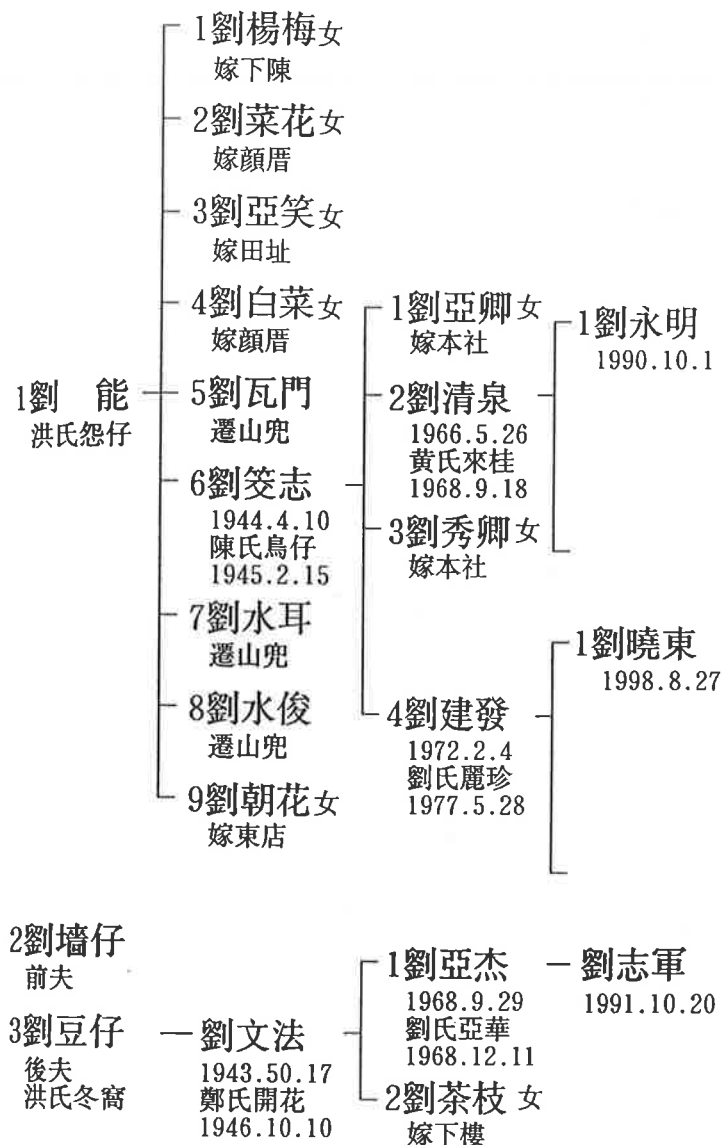 1劉 能
洪氏怨仔
1劉楊梅女
嫁下陳
2劉菜花女
嫁顏厝
3劉亞笑女
嫁田址
4劉白菜女
嫁顏厝
5劉瓦門
遷山兜
6劉筊志
1944.4.10
陳氏鳥仔
1945.2.15
7劉水耳
遷山兜
8劉水俊
遷山兜
9劉朝花女
嫁東店
1劉亞卿女
嫁本社
2劉清泉
1966.5.26
黃氏來桂
1968.9.18
3劉秀卿女
嫁本社
4劉建發
1972.2.4
劉氏麗珍
1977.5.28
1劉永明
1990.10.1
1劉曉東
1998.8.27
2劉墻仔
前夫
3劉豆仔
後夫
洪氏冬窩
劉文法
1943.50.17
鄭氏開花
1946.10.10
1劉亞杰
1968.9.29
劉氏亞華
1968.12.11
2劉茶枝 女
嫁下樓
劉志軍
1991.10.20